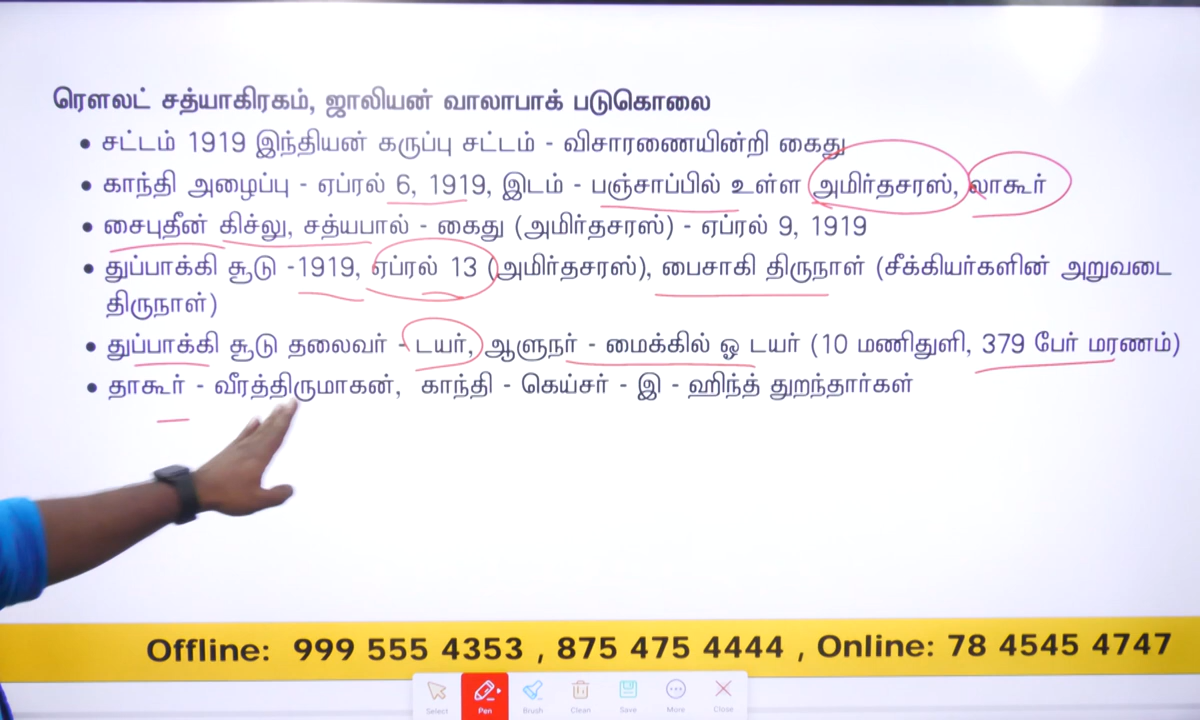 ரௌலட் சத்யாகிரகம், ஜாலியன் வாலாபாக் படுகொலை
• சட்டம் 1919 இந்தியன் கருப்பு சட்டம் - விசாரணையின்றி கைது
• காந்தி அழைப்பு - ஏப்ரல் 6, 1919, இடம் - பஞ்சாப்பில் உள்ள அமிர்தசரஸ், லாகூர்
• சைபுதீன் கிச்லு, சத்யபால் - கைது (அமிர்தசரஸ்) - ஏப்ரல் 9, 1919
• துப்பாக்கி சூடு -1919, ஏப்ரல் 13 (அமிர்தசரஸ்), பைசாகி திருநாள் (சீக்கியர்களின் அறுவடை
திருநாள்)
• துப்பாக்கி சூடு தலைவர் - டயர், ஆளுநர் - மைக்கில் ஓ டயர் (10 மணிதுளி, 379 பேர் மரணம்)
• தாகூர் - வீரத்திருமாகன், காந்தி - கெய்சர் - இ - ஹிந்த் துறந்தார்கள்
Offline: 999 555 4353 , 875 475 4444 , Online: 78 4545 4747
Select Pen Brush Clean Save More Close